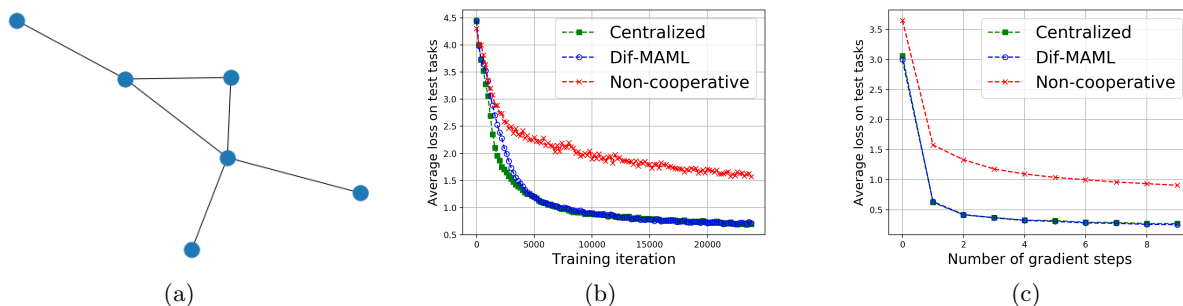 Average loss on test tasks
4.5
4.0
3.5
3.0
2.5
2.0
1.5
1.0
0.5
Centralized
Dif-MAML
Non-cooperative
0
5000
10000
15000
20000
Training iteration
Average loss on test tasks
3.5
3.0
2.5
2.0
1.5
1.0
0.5
Centralized
Dif-MAML
Non-cooperative
0
2
4
6
8
Number of gradient steps
(a)
(b)
(c)